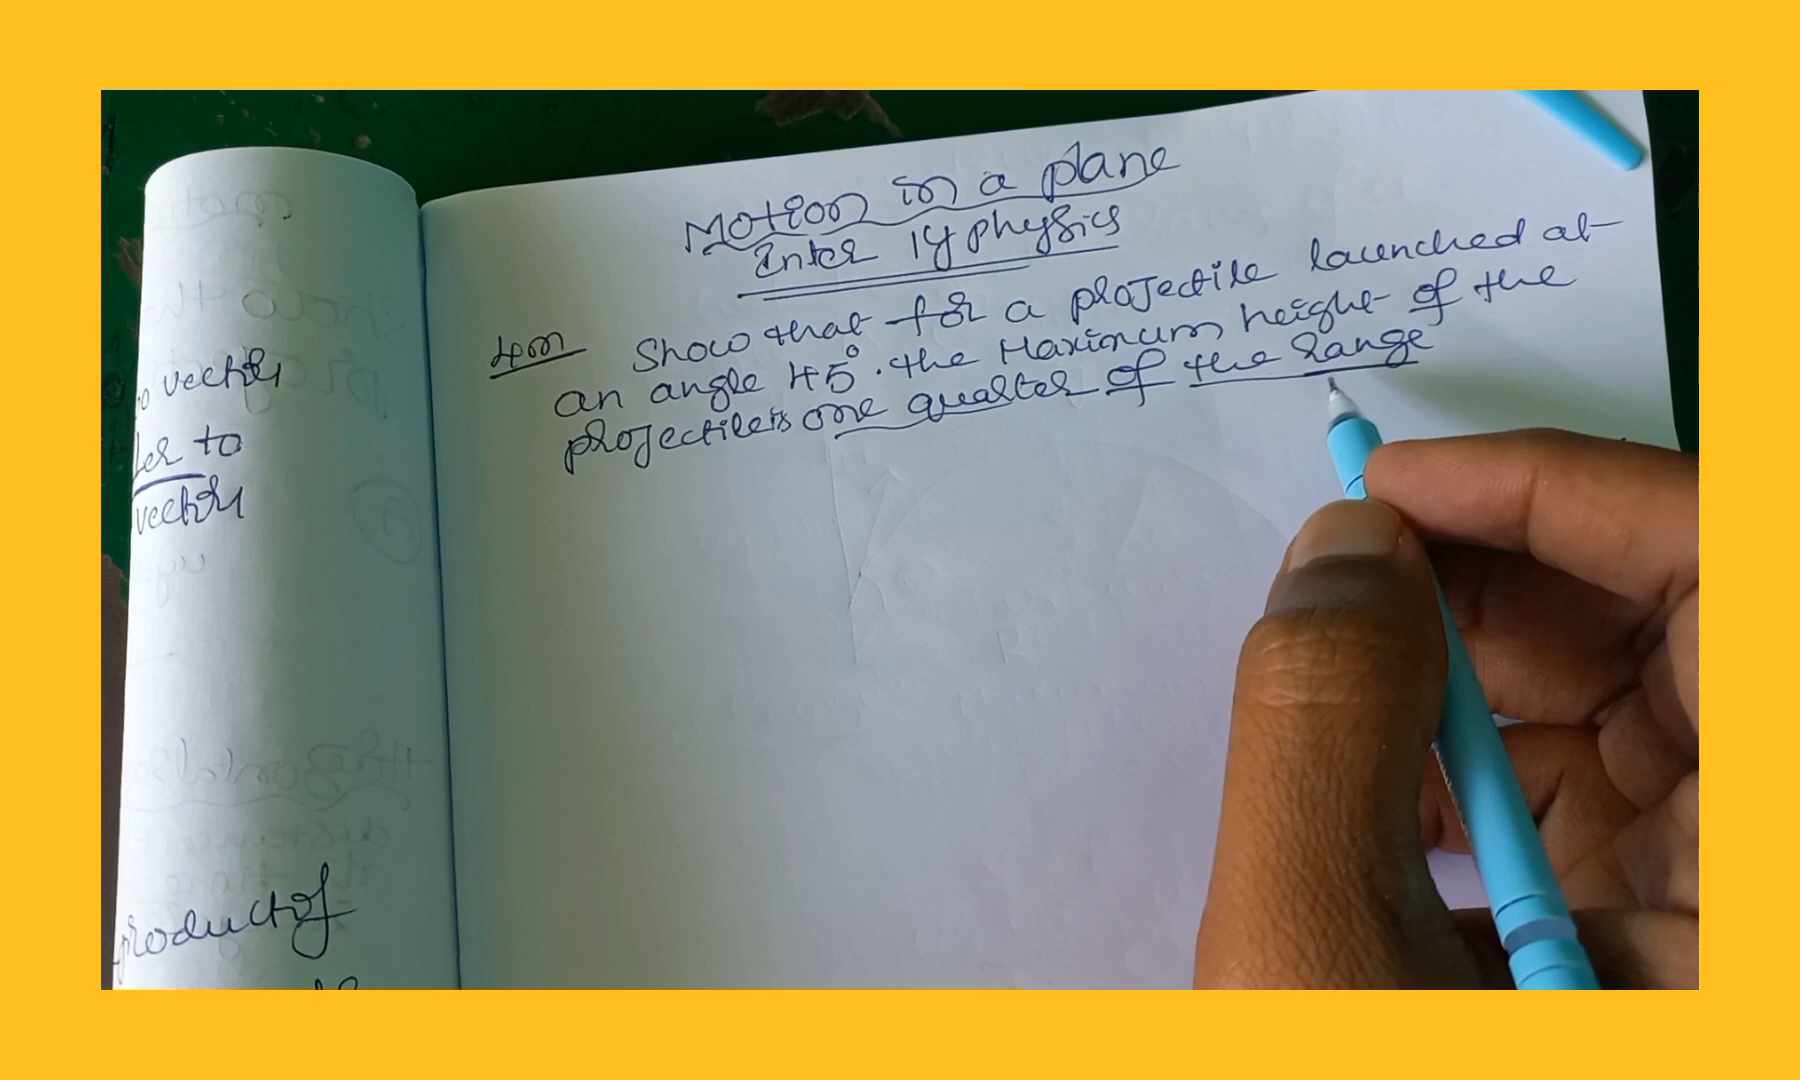 Motion in a plane
Inter 1y physics
4m Show that for a projectile launched at
an angle 45°. the Maximum height of the
projectile is one quarter of the range
o vector
ler to
vector
product of